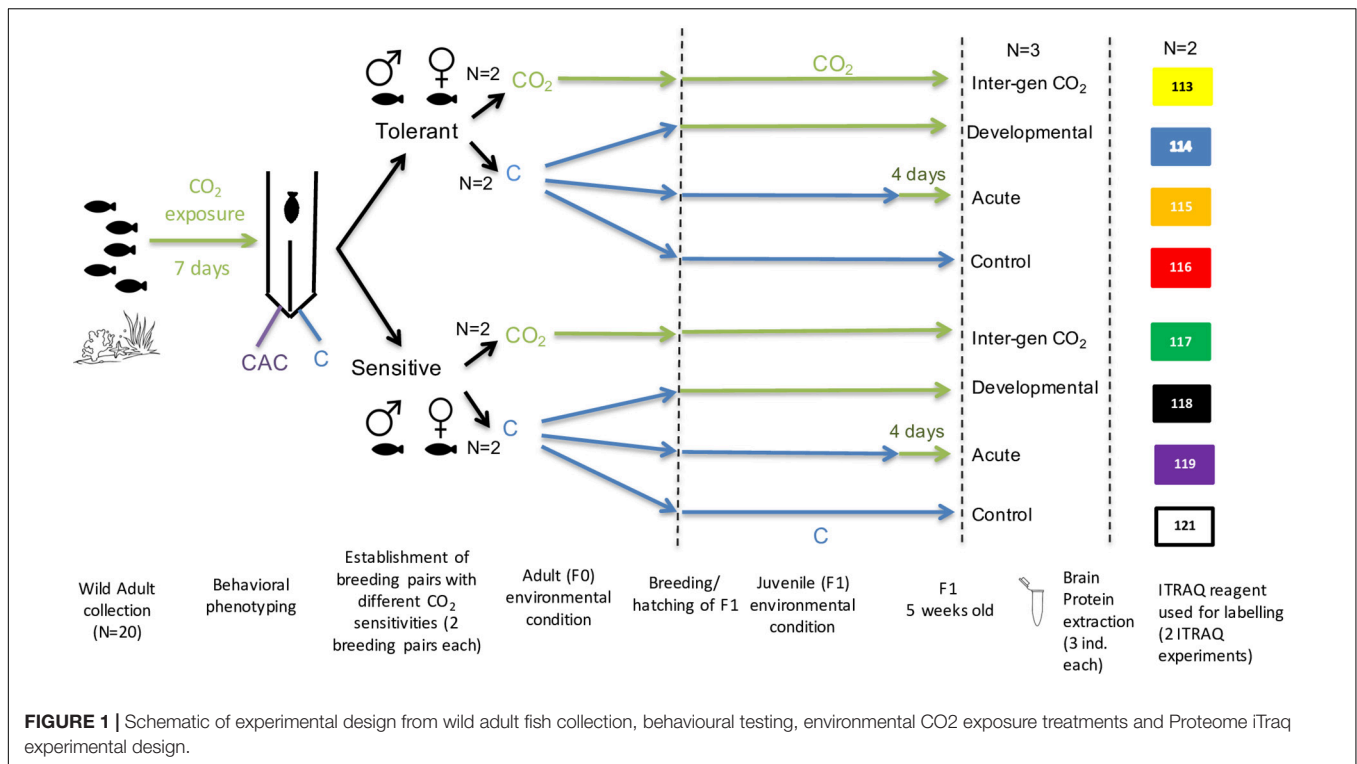 N=3
N=2
N=2
CO₂
CO₂
Inter-gen CO₂
113
Tolerant
Developmental
114
CO₂
exposure
7 days
N=2
C
4 days
Acute
115
Control
116
CAC
C
N=2
CO₂
Inter-gen CO₂
117
Sensitive
Developmental
118
N=2
C
4 days
Acute
119
Control
121
C
Wild Adult
collection
(N=20)
Behavioral
phenotyping
Establishment of
breeding pairs with
different CO₂
sensitivities (2
breeding pairs each)
Adult (F0)
environmental
condition
Breeding/
hatching of F1
Juvenile (F1)
environmental
condition
F1
5 weeks old
Brain
Protein
extraction
(3 ind.
each)
ITRAQ reagent
used for labelling
(2 ITRAQ
experiments)
FIGURE 1 | Schematic of experimental design from wild adult fish collection, behavioural testing, environmental CO2 exposure treatments and Proteome iTraq
experimental design.